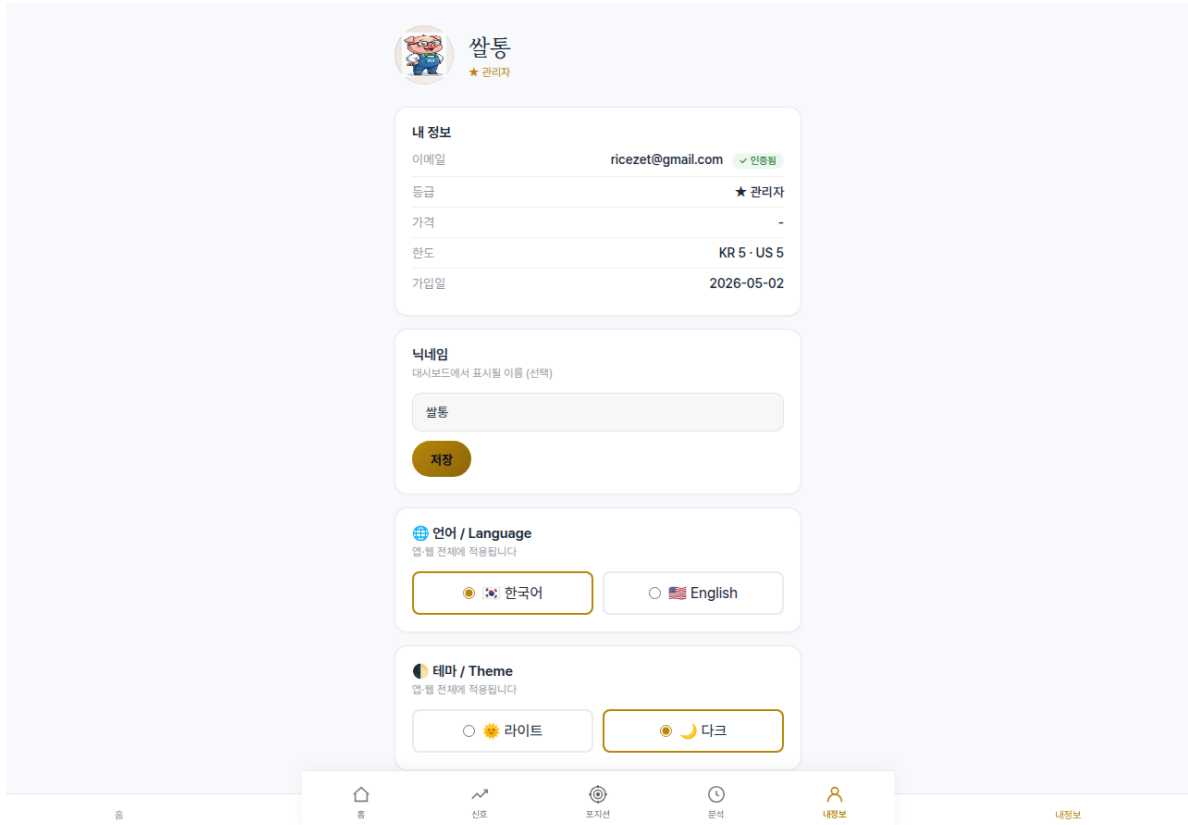 쌀통
★ 관리자
내 정보
이메일 ricezet@gmail.com ✓ 인증됨
등급 ★ 관리자
가격 -
한도 KR 5 · US 5
가입일 2026-05-02
닉네임
대시보드에서 표시될 이름 (선택)
쌀통
저장
🌐 언어 / Language
앱·웹 전체에 적용됩니다
🇰🇷 한국어 🇺🇸 English
🌓 테마 / Theme
앱·웹 전체에 적용됩니다
🌞 라이트 🌙 다크
홈 홈 신호 포지션 분석 내정보 내정보